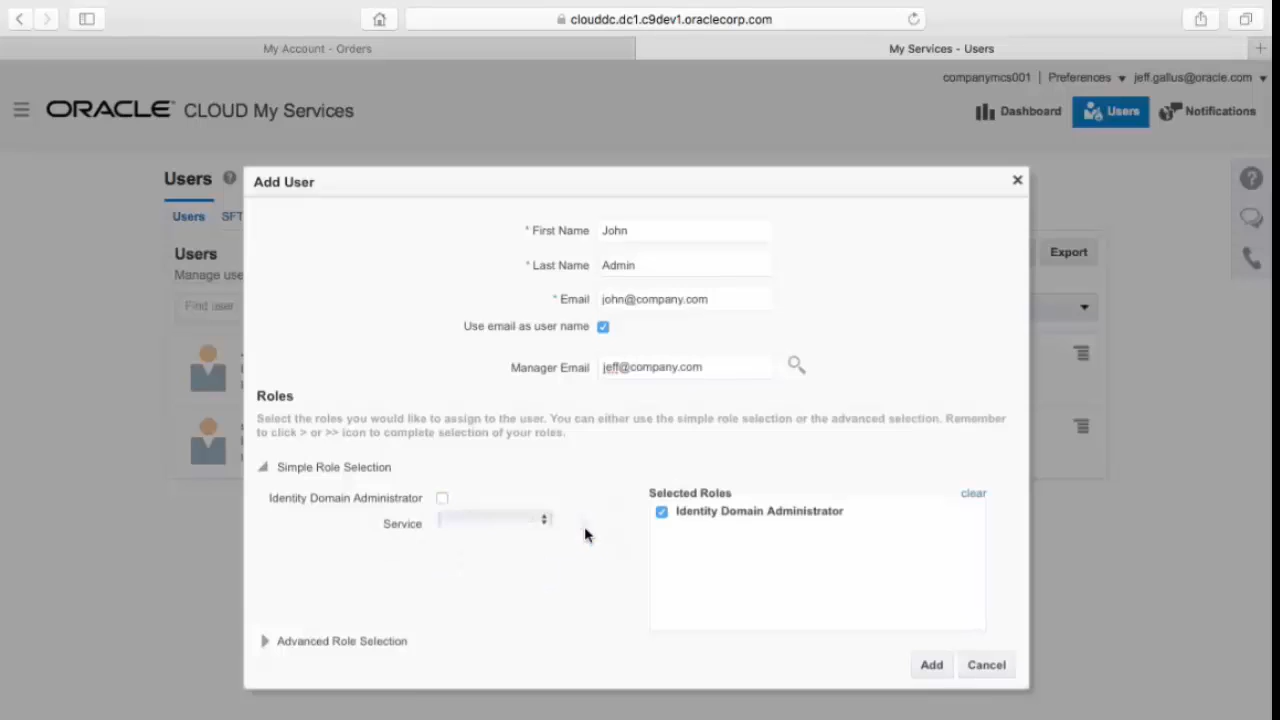 clouddc.dc1.c9dev1.oraclecorp.com
My Account - Orders
My Services - Users
companymcs001 | Preferences jeff.gallus@oracle.com
ORACLE CLOUD My Services
Dashboard Users Notifications
Users
Users SFT
Users
Export
Manage use
Find user
Add User
* First Name John
* Last Name Admin
* Email john@company.com
Use email as user name
Manager Email jeff@company.com
Roles
Select the roles you would like to assign to the user. You can either use the simple role selection or the advanced selection. Remember
to click > or >> icon to complete selection of your roles.
Simple Role Selection
Identity Domain Administrator
Service
Selected Roles clear
Identity Domain Administrator
Advanced Role Selection
Add Cancel